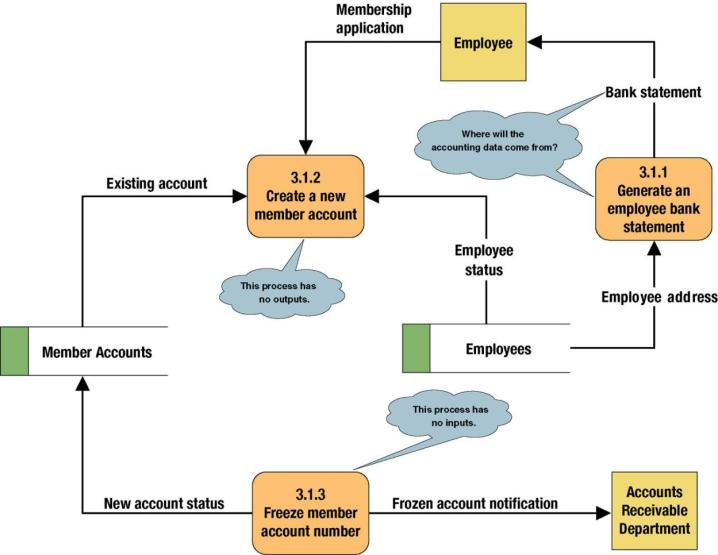 Membership
application
Employee
Bank statement
Where will the
accounting data come from?
3.1.1
Generate an
employee bank
statement
Existing account
3.1.2
Create a new
member account
This process has
no outputs.
Employee
status
Employee address
Member Accounts
Employees
This process has
no inputs.
New account status
3.1.3
Freeze member
account number
Frozen account notification
Accounts
Receivable
Department